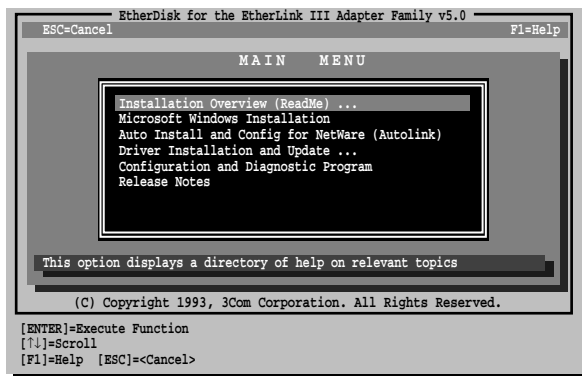 EtherDisk for the EtherLink III Adapter Family v5.0
ESC=Cancel F1=Help
MAIN MENU
Installation Overview (ReadMe) ...
Microsoft Windows Installation
Auto Install and Config for NetWare (Autolink)
Driver Installation and Update ...
Configuration and Diagnostic Program
Release Notes
This option displays a directory of help on relevant topics
(C) Copyright 1993, 3Com Corporation. All Rights Reserved.
[ENTER]=Execute Function
[↑↓]=Scroll
[F1]=Help [ESC]=<Cancel>